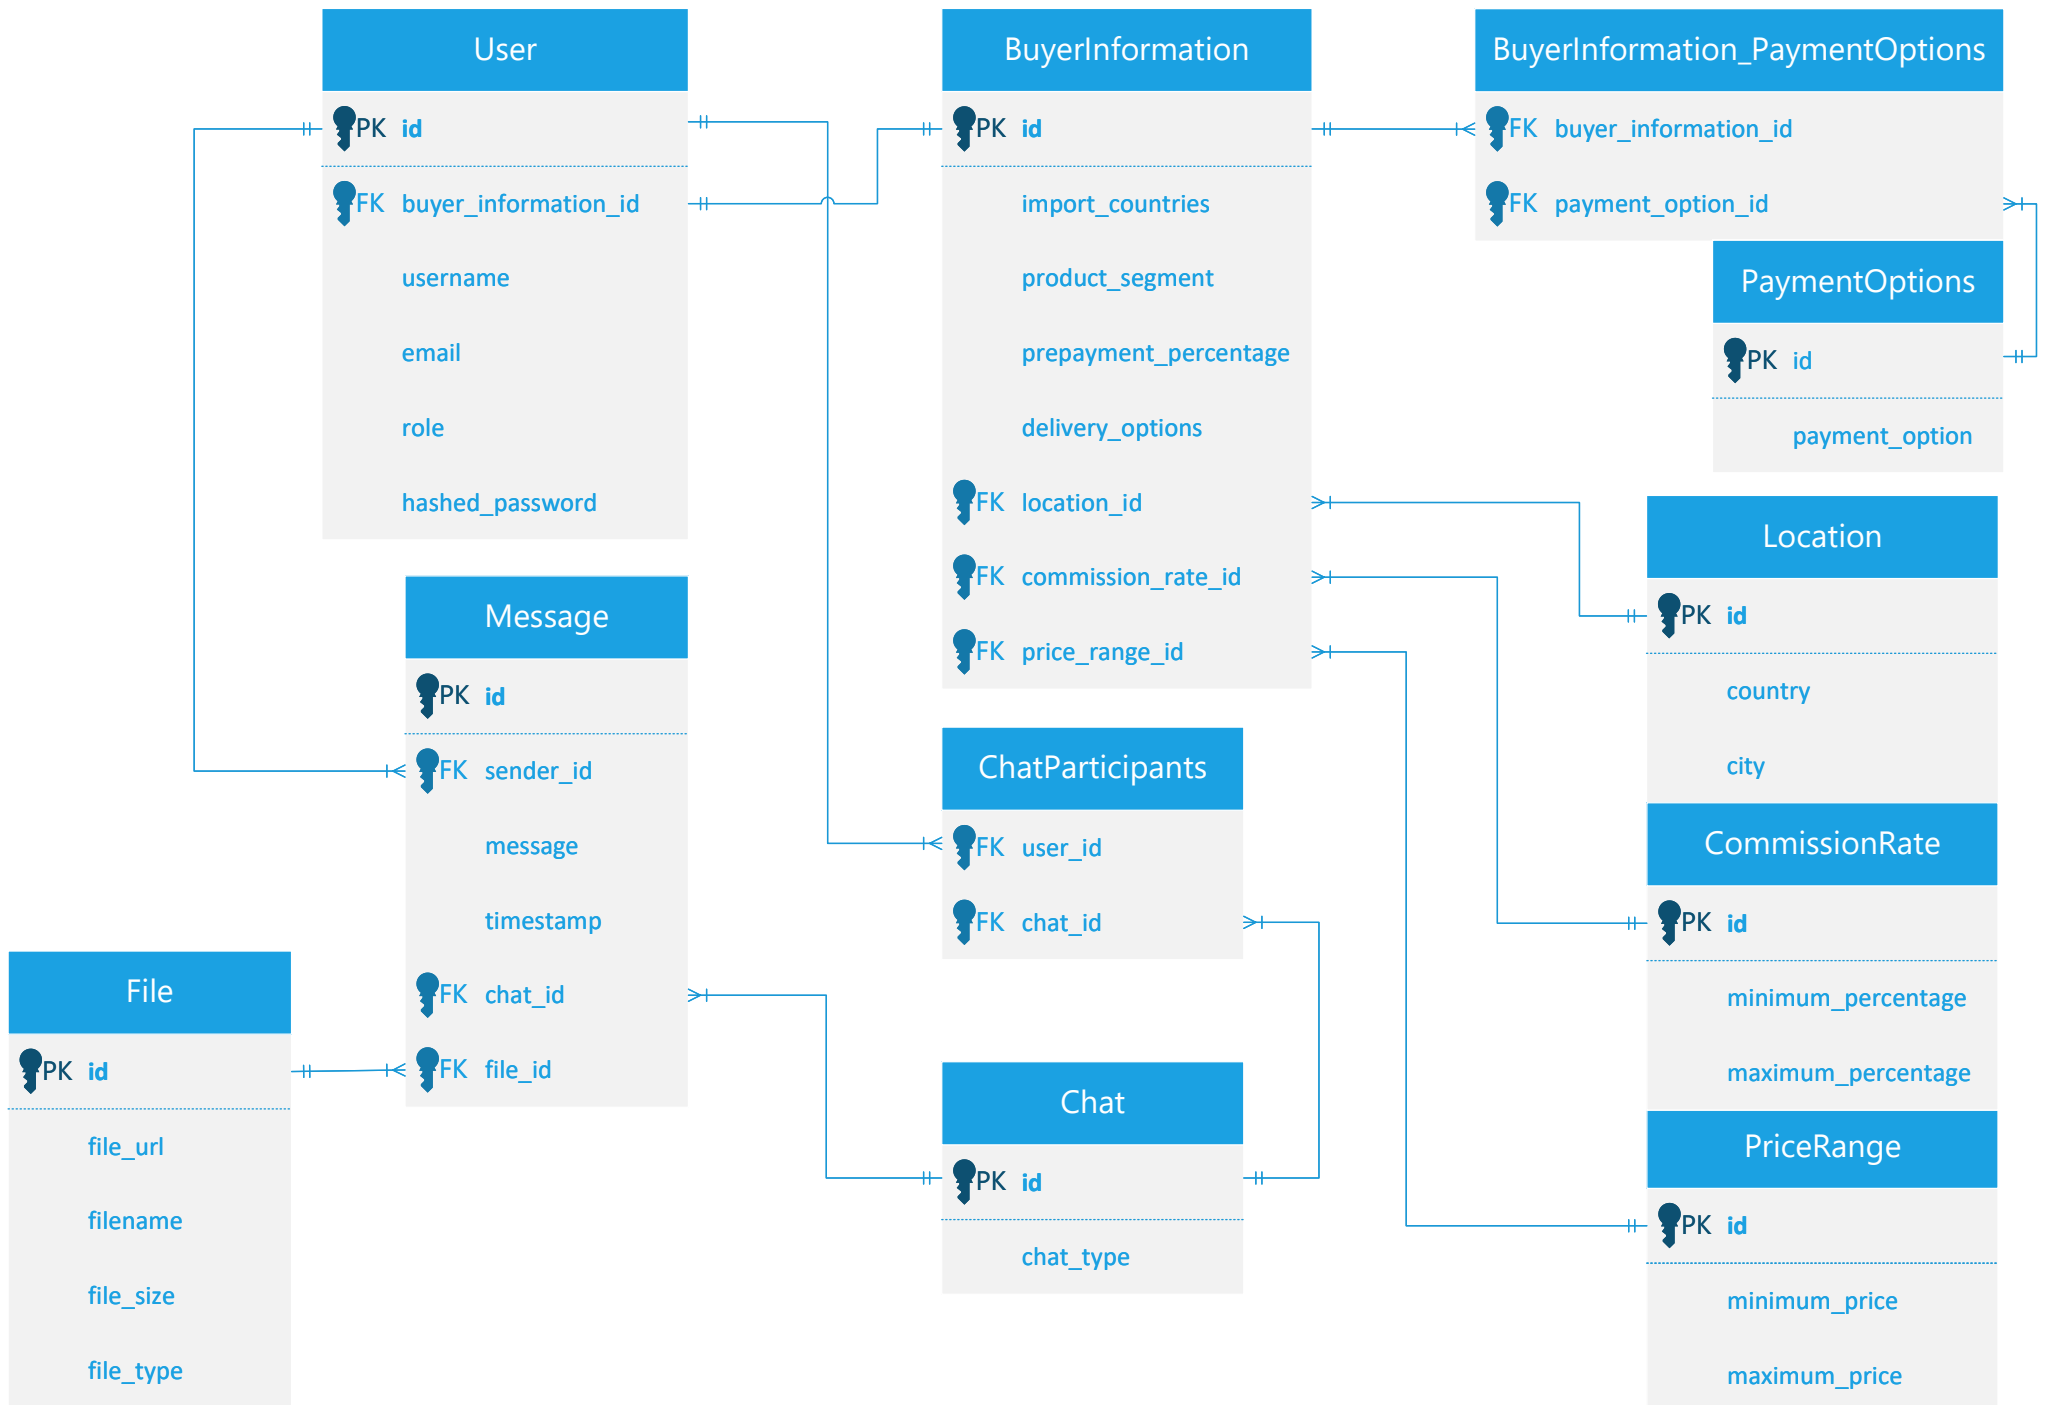 User
PK id
FK buyer_information_id
username
email
role
hashed_password
BuyerInformation
PK id
import_countries
product_segment
prepayment_percentage
delivery_options
FK location_id
FK commission_rate_id
FK price_range_id
BuyerInformation_PaymentOptions
FK buyer_information_id
FK payment_option_id
PaymentOptions
PK id
payment_option
Location
PK id
country
city
Message
PK id
FK sender_id
message
timestamp
FK chat_id
FK file_id
ChatParticipants
FK user_id
FK chat_id
CommissionRate
PK id
minimum_percentage
maximum_percentage
File
PK id
file_url
filename
file_size
file_type
Chat
PK id
chat_type
PriceRange
PK id
minimum_price
maximum_price